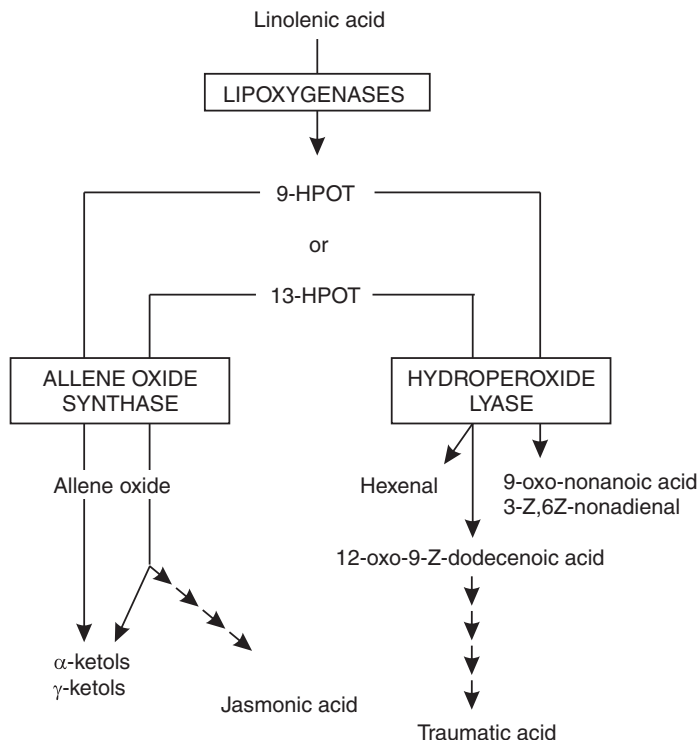 Linolenic acid
LIPOXYGENASES
9-HPOT
or
13-HPOT
ALLENE OXIDE
SYNTHASE
HYDROPEROXIDE
LYASE
Allene oxide
Hexenal
9-oxo-nonanoic acid
3-Z,6Z-nonadienal
12-oxo-9-Z-dodecenoic acid
α-ketols
γ-ketols
Jasmonic acid
Traumatic acid